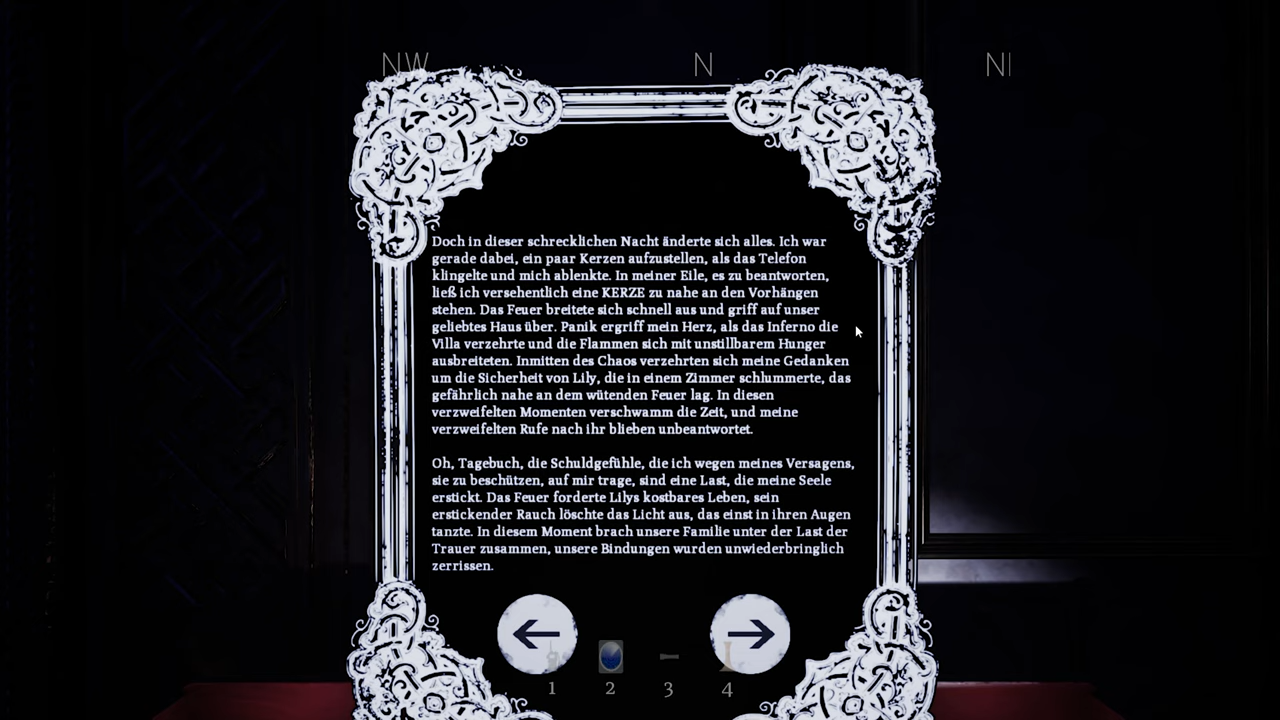 NW N N
Doch in dieser schrecklichen Nacht änderte sich alles. Ich war
gerade dabei, ein paar Kerzen aufzustellen, als das Telefon
klingelte und mich ablenkte. In meiner Eile, es zu beantworten,
ließ ich versehentlich eine KERZE zu nahe an den Vorhängen
stehen. Das Feuer breitete sich schnell aus und griff auf unser
geliebtes Haus über. Panik ergriff mein Herz, als das Inferno die
Villa verzehrte und die Flammen sich mit unstillbarem Hunger
ausbreiteten. Inmitten des Chaos verzehrten sich meine Gedanken
um die Sicherheit von Lily, die in einem Zimmer schlummerte, das
gefährlich nahe an dem wütenden Feuer lag. In diesen
verzweifelten Momenten verschwamm die Zeit, und meine
verzweifelten Rufe nach ihr blieben unbeantwortet.
Oh, Tagebuch, die Schuldgefühle, die ich wegen meines Versagens,
sie zu beschützen, auf mir trage, sind eine Last, die meine Seele
erstickt. Das Feuer forderte Lilys kostbares Leben, sein
erstickender Rauch löschte das Licht aus, das einst in ihren Augen
tanzte. In diesem Moment brach unsere Familie unter der Last der
Trauer zusammen, unsere Bindungen wurden unwiederbringlich
zerrissen.
1 2 3 4